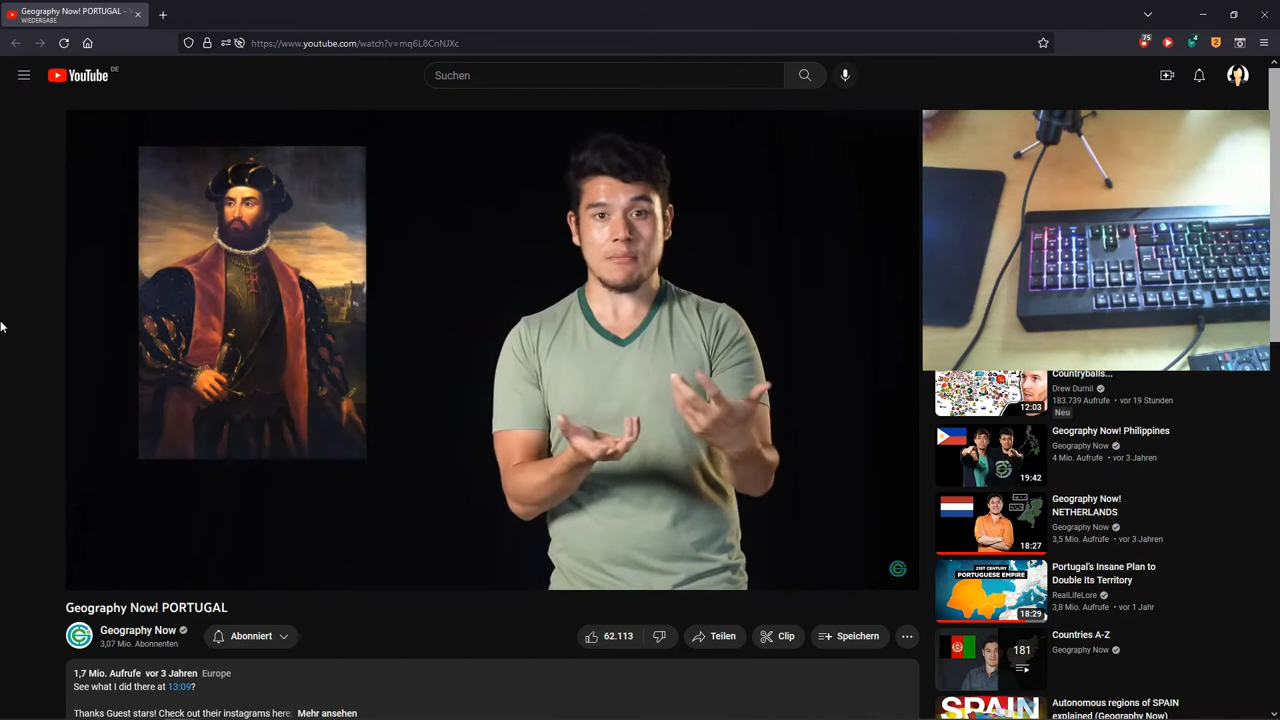 Geography Now! PORTUGAL - Y
WIEDERGABE
https://www.youtube.com/watch?v=mq6L8CnNJXc
75
4
2
YouTube DE
Suchen
Geography Now! PORTUGAL
Geography Now
3,07 Mio. Abonnenten
Abonniert
62.113
Teilen
Clip
Speichern
1,7 Mio. Aufrufe vor 3 Jahren Europe
See what I did there at 13:09?
Thanks Guest stars! Check out their instagrams here: Mehr ansehen
Countryballs...
Drew Durnil
183.739 Aufrufe • vor 19 Stunden
Neu
12:03
Geography Now! Philippines
Geography Now
4 Mio. Aufrufe • vor 3 Jahren
19:42
Geography Now!
NETHERLANDS
Geography Now
3,5 Mio. Aufrufe • vor 3 Jahren
18:27
21ST CENTURY
PORTUGUESE EMPIRE
Portugal's Insane Plan to
Double Its Territory
RealLifeLore
3,8 Mio. Aufrufe • vor 1 Jahr
18:29
Countries A-Z
Geography Now
181
SPAIN
Autonomous regions of SPAIN
explained (Geography Now)